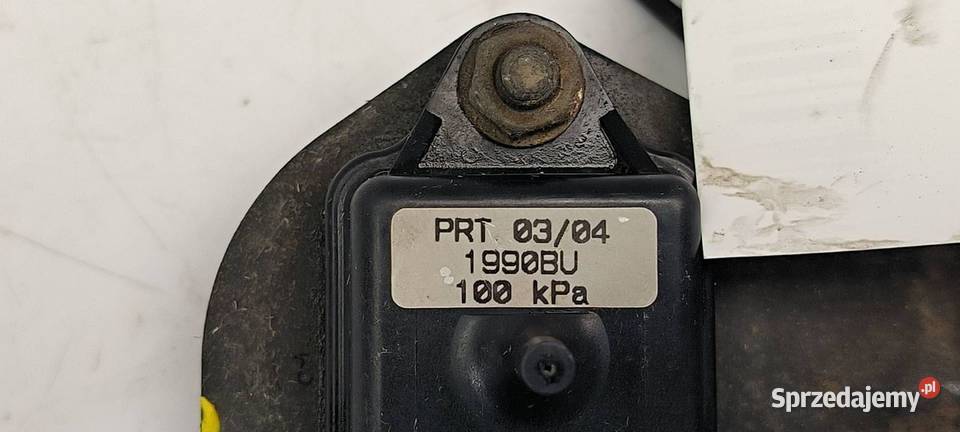 PRT 03/04
1990BU
100 kPa
Sprzedajemy.pl